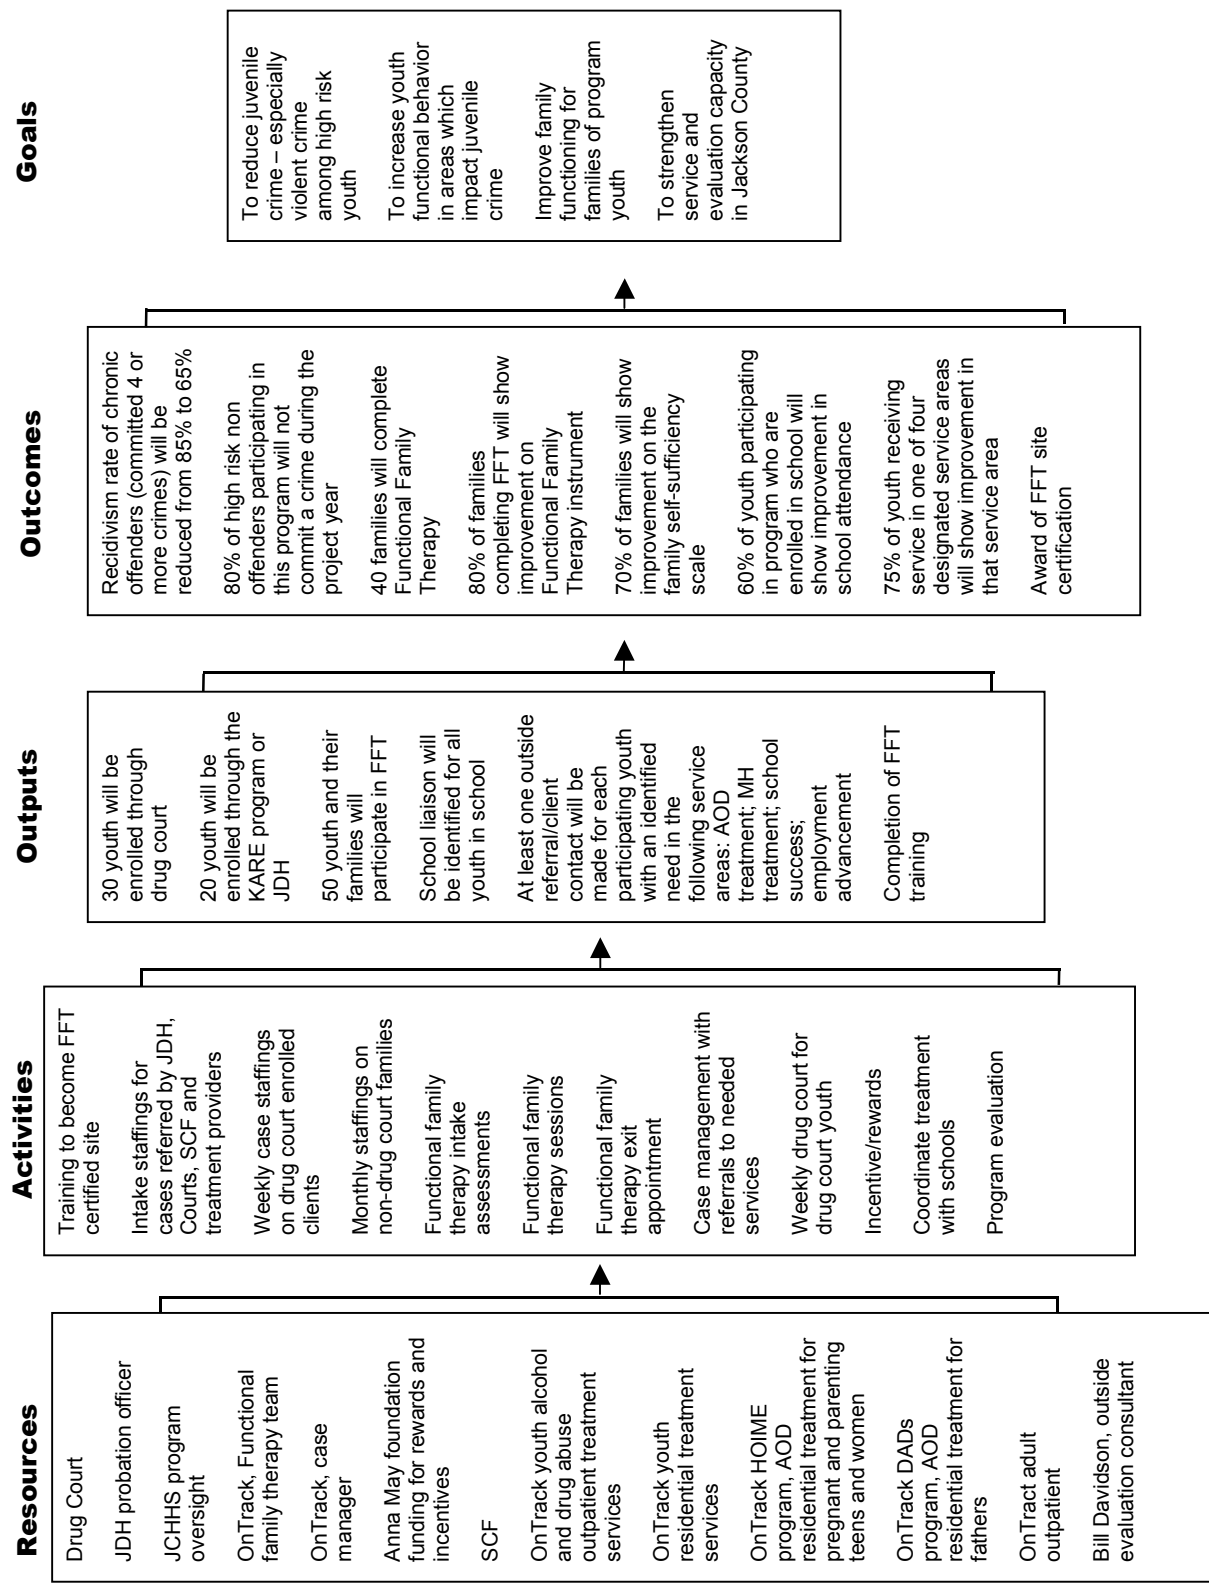 Resources
Drug Court
JDH probation officer
JCHHS program
oversight
OnTrack, Functional
family therapy team
OnTrack, case
manager
Anna May foundation
funding for rewards and
incentives
SCF
OnTrack youth alcohol
and drug abuse
outpatient treatment
services
OnTrack youth
residential treatment
services
OnTrack HOIME
program, AOD
residential treatment for
pregnant and parenting
teens and women
OnTrack DADs
program, AOD
residential treatment for
fathers
OnTract adult
outpatient
Bill Davidson, outside
evaluation consultant
Activities
Training to become FFT
certified site
Intake staffings for
cases referred by JDH,
Courts, SCF and
treatment providers
Weekly case staffings
on drug court enrolled
clients
Monthly staffings on
non-drug court families
Functional family
therapy intake
assessments
Functional family
therapy sessions
Functional family
therapy exit
appointment
Case management with
referrals to needed
services
Weekly drug court for
drug court youth
Incentive/rewards
Coordinate treatment
with schools
Program evaluation
Outputs
30 youth will be
enrolled through
drug court
20 youth will be
enrolled through the
KARE program or
JDH
50 youth and their
families will
participate in FFT
School liaison will
be identified for all
youth in school
At least one outside
referral/client
contact will be
made for each
participating youth
with an identified
need in the
following service
areas: AOD
treatment; MH
treatment; school
success;
employment
advancement
Completion of FFT
training
Outcomes
Recidivism rate of chronic
offenders (committed 4 or
more crimes) will be
reduced from 85% to 65%
80% of high risk non
offenders participating in
this program will not
commit a crime during the
project year
40 families will complete
Functional Family
Therapy
80% of families
completing FFT will show
improvement on
Functional Family
Therapy instrument
70% of families will show
improvement on the
family self-sufficiency
scale
60% of youth participating
in program who are
enrolled in school will
show improvement in
school attendance
75% of youth receiving
service in one of four
designated service areas
will show improvement in
that service area
Award of FFT site
certification
Goals
To reduce juvenile
crime – especially
violent crime
among high risk
youth
To increase youth
functional behavior
in areas which
impact juvenile
crime
Improve family
functioning for
families of program
youth
To strengthen
service and
evaluation capacity
in Jackson County